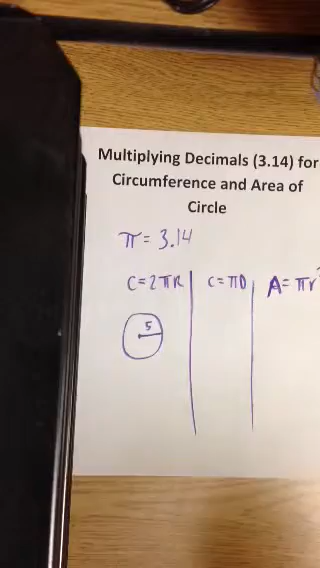 Multiplying Decimals (3.14) for
Circumference and Area of
Circle
π = 3.14
C=2πR C=πD A=πr²
5